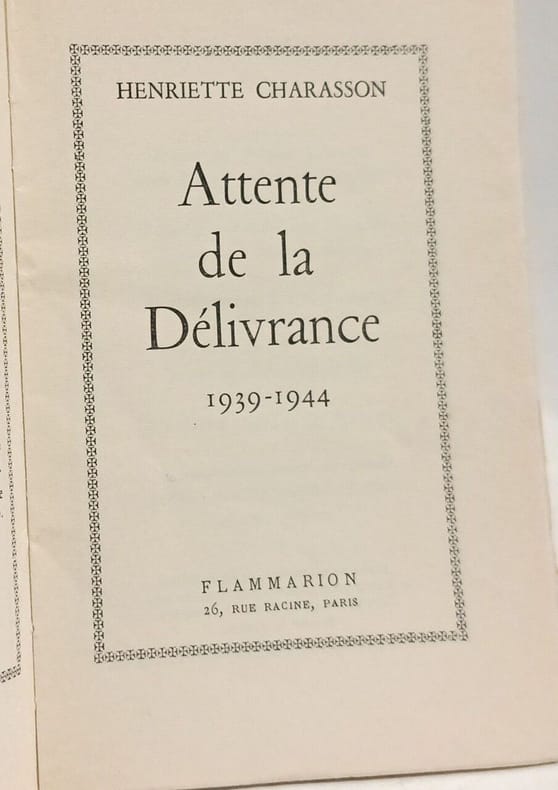 HENRIETTE CHARASSON
Attente
de la
Délivrance
1939-1944
FLAMMARION
26, RUE RACINE, PARIS